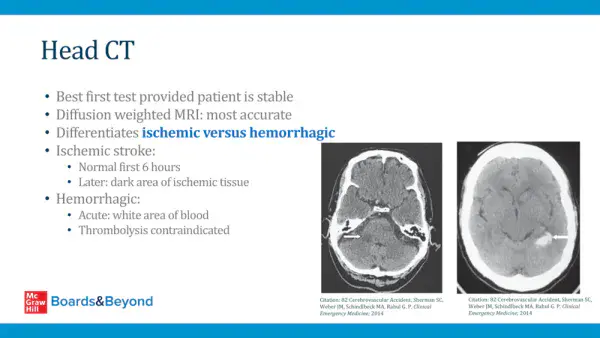 Head CT
• Best first test provided patient is stable
• Diffusion weighted MRI: most accurate
• Differentiates ischemic versus hemorrhagic
• Ischemic stroke:
• Normal first 6 hours
• Later: dark area of ischemic tissue
• Hemorrhagic:
• Acute: white area of blood
• Thrombolysis contraindicated
Citation: 82 Cerebrovascular Accident, Sherman SC,
Weber JM, Schindlbeck MA, Rahul G. P. Clinical
Emergency Medicine; 2014
Citation: 82 Cerebrovascular Accident, Sherman SC,
Weber JM, Schindlbeck MA, Rahul G. P. Clinical
Emergency Medicine; 2014
Mc
Graw
Hill
Boards&Beyond